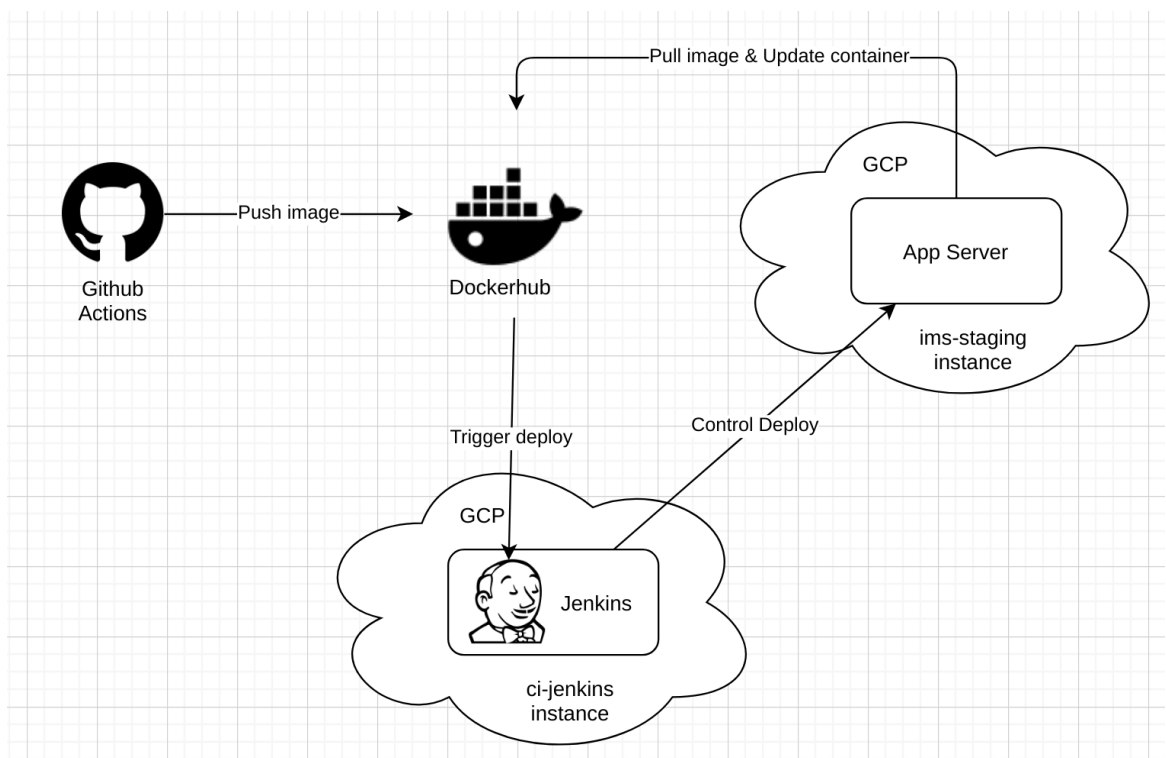 Pull image & Update container
GCP
Push image
App Server
Dockerhub
Github
Actions
ims-staging
instance
Control Deploy
Trigger deploy
GCP
Jenkins
ci-jenkins
instance